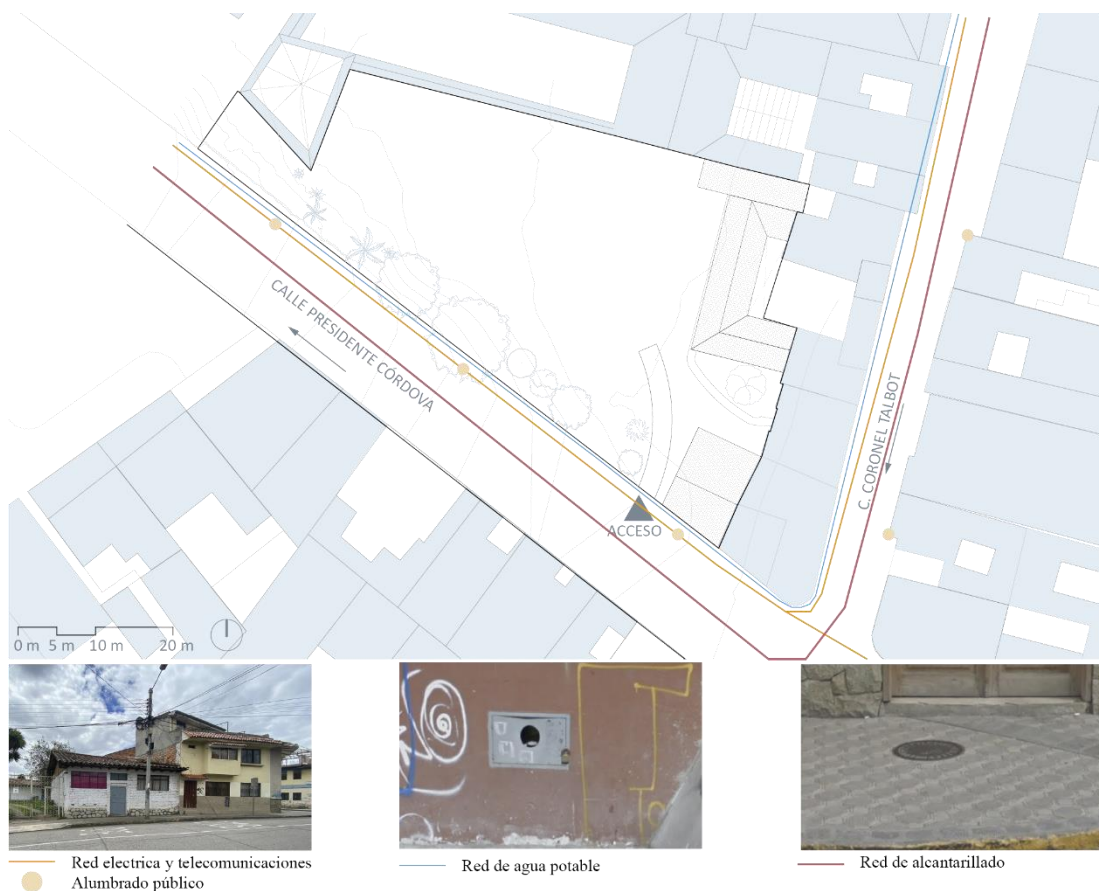 CALLE PRESIDENTE CÓRDOVA
C. CORONEL TALBOT
ACCESO
0 m 5 m 10 m 20 m
Red electrica y telecomunicaciones
Alumbrado público
Red de agua potable
Red de alcantarillado